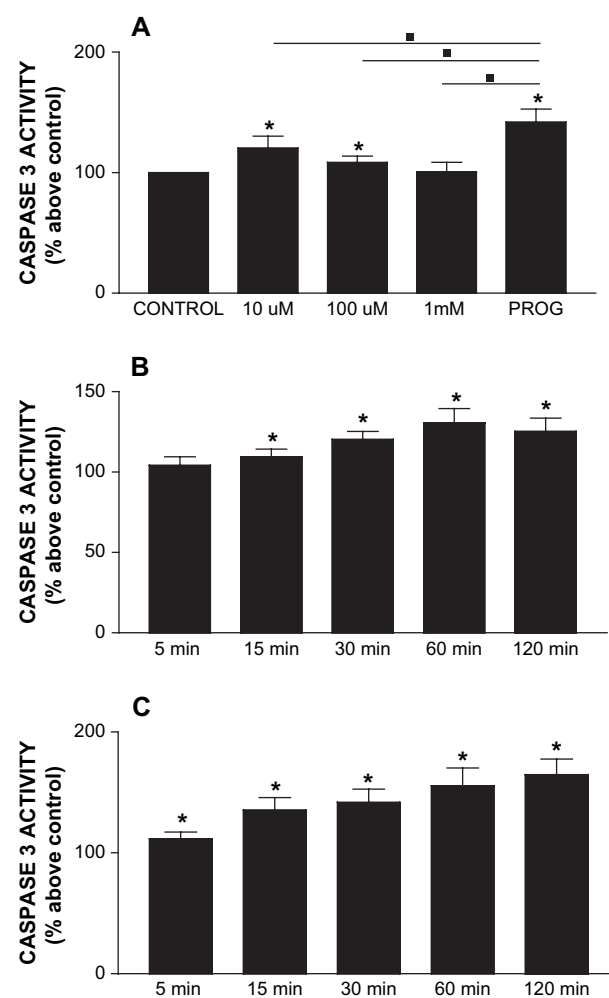 A
CASPASE 3 ACTIVITY
(% above control)
200
100
0
* * * 
CONTROL 10 uM 100 uM 1mM PROG
B
CASPASE 3 ACTIVITY
(% above control)
150
100
50
0
* * * *
5 min 15 min 30 min 60 min 120 min
C
CASPASE 3 ACTIVITY
(% above control)
200
100
0
* * * * *
5 min 15 min 30 min 60 min 120 min